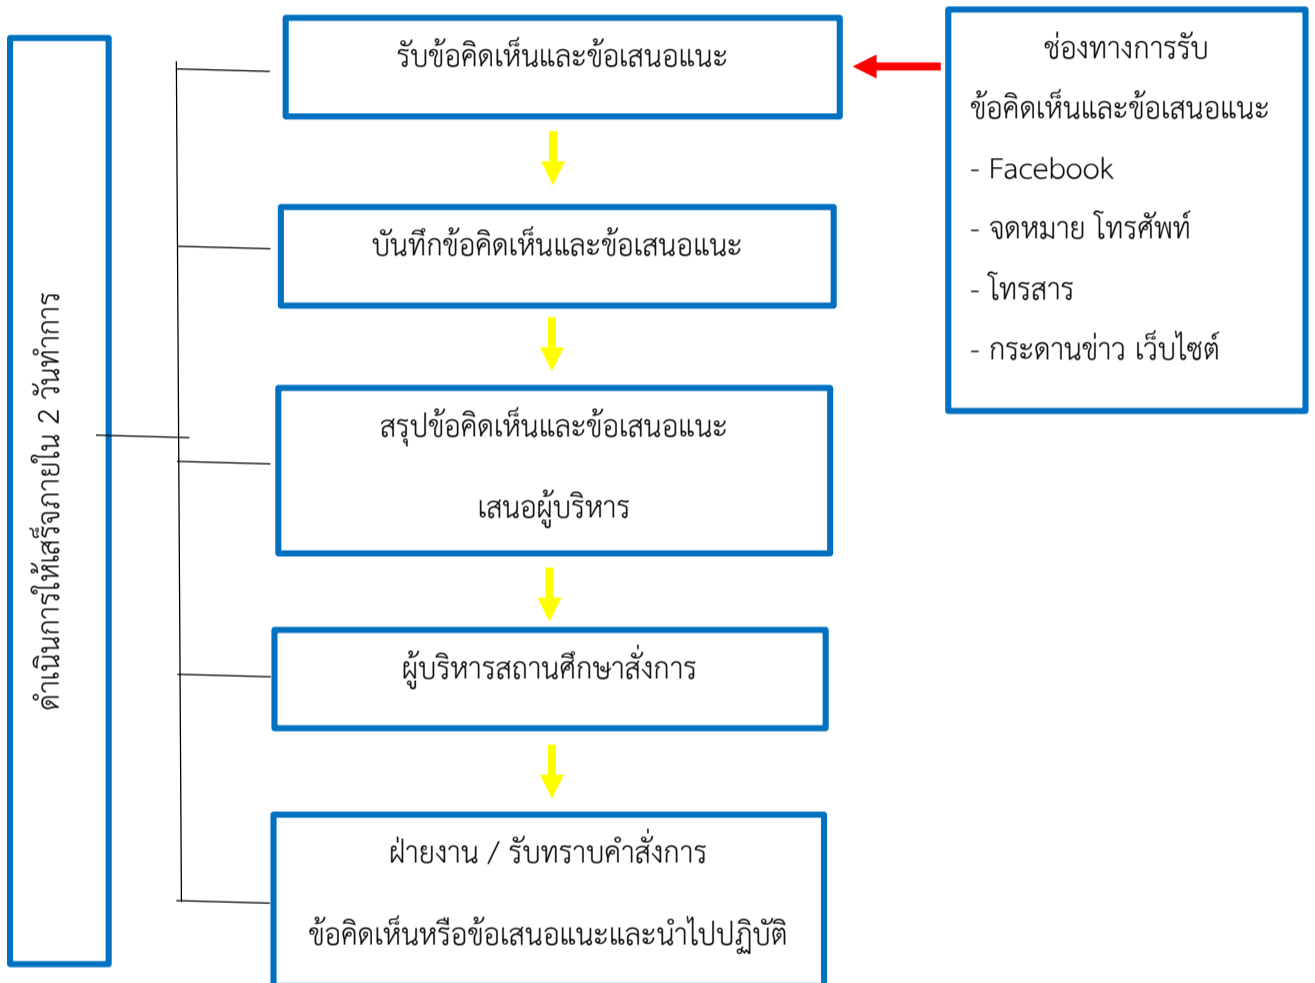 ดำเนินการให้เสร็จภายใน 2 วันทำการ
รับข้อคิดเห็นและข้อเสนอแนะ
บันทึกข้อคิดเห็นและข้อเสนอแนะ
สรุปข้อคิดเห็นและข้อเสนอแนะ
เสนอผู้บริหาร
ผู้บริหารสถานศึกษาสั่งการ
ฝ่ายงาน / รับทราบคำสั่งการ
ข้อคิดเห็นหรือข้อเสนอแนะและนำไปปฏิบัติ
ช่องทางการรับ
ข้อคิดเห็นและข้อเสนอแนะ
- Facebook
- จดหมาย โทรศัพท์
- โทรสาร
- กระดานข่าว เว็บไซต์